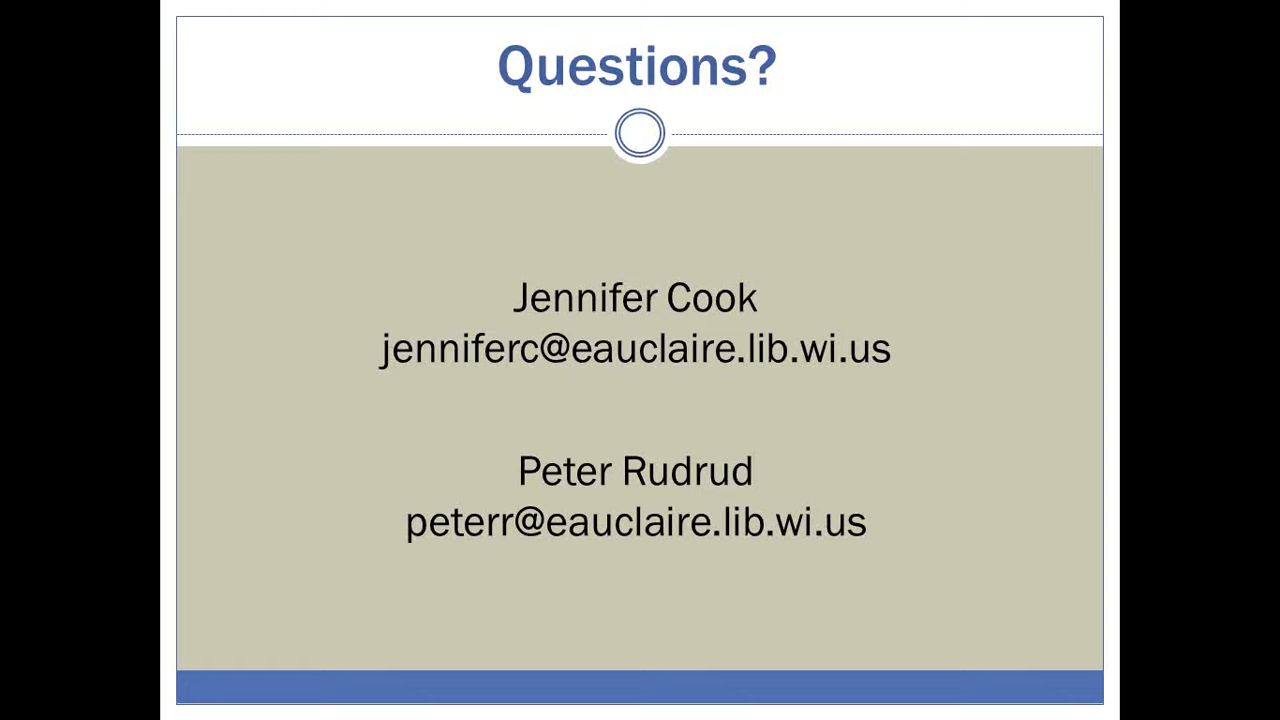 Questions?
Jennifer Cook
jenniferc@eauclaire.lib.wi.us
Peter Rudrud
peterr@eauclaire.lib.wi.us